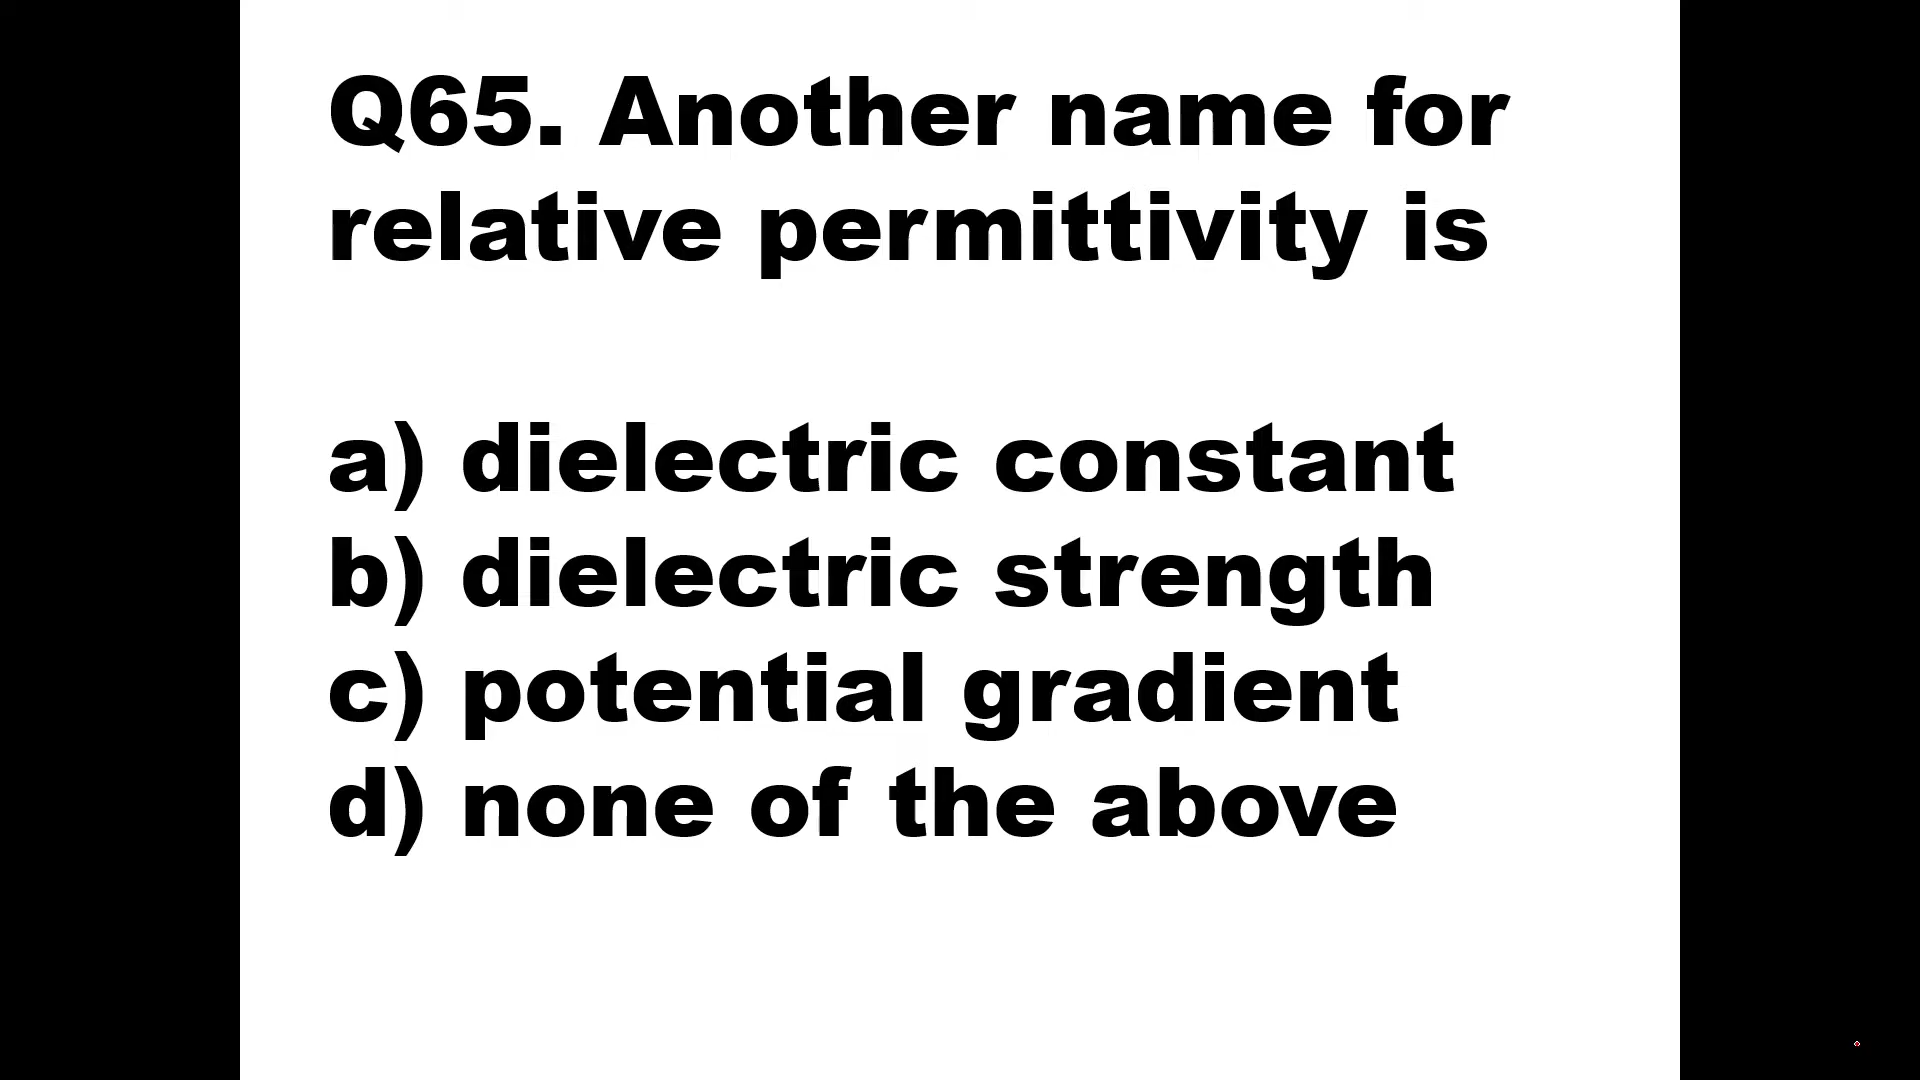 Q65. Another name for
relative permittivity is
a) dielectric constant
b) dielectric strength
c) potential gradient
d) none of the above